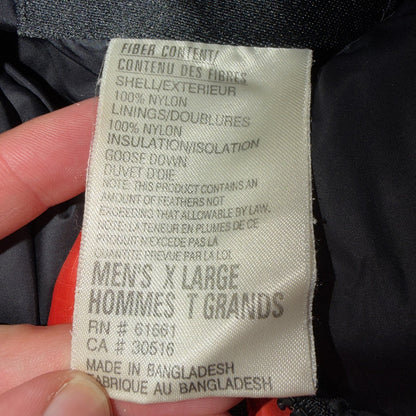 FIBER CONTENT/
CONTENU DES FIBRES
SHELL/EXTERIEUR
100% NYLON
LININGS/DOUBLURES
100% NYLON
INSULATION/ISOLATION
GOOSE DOWN
DUVET D'OIE
NOTE: THIS PRODUCT CONTAINS AN
AMOUNT OF FEATHERS NOT
EXCEEDING THAT ALLOWABLE BY LAW.
NOTA: LA TENEUR EN PLUMES DE CE
PRODUIT N'EXCEDE PAS LA
QUANTITE PREVUE PAR LA LOI.
MEN'S X LARGE
HOMMES T GRANDS
RN # 61661
CA # 30516
MADE IN BANGLADESH
FABRIQUE AU BANGLADESH